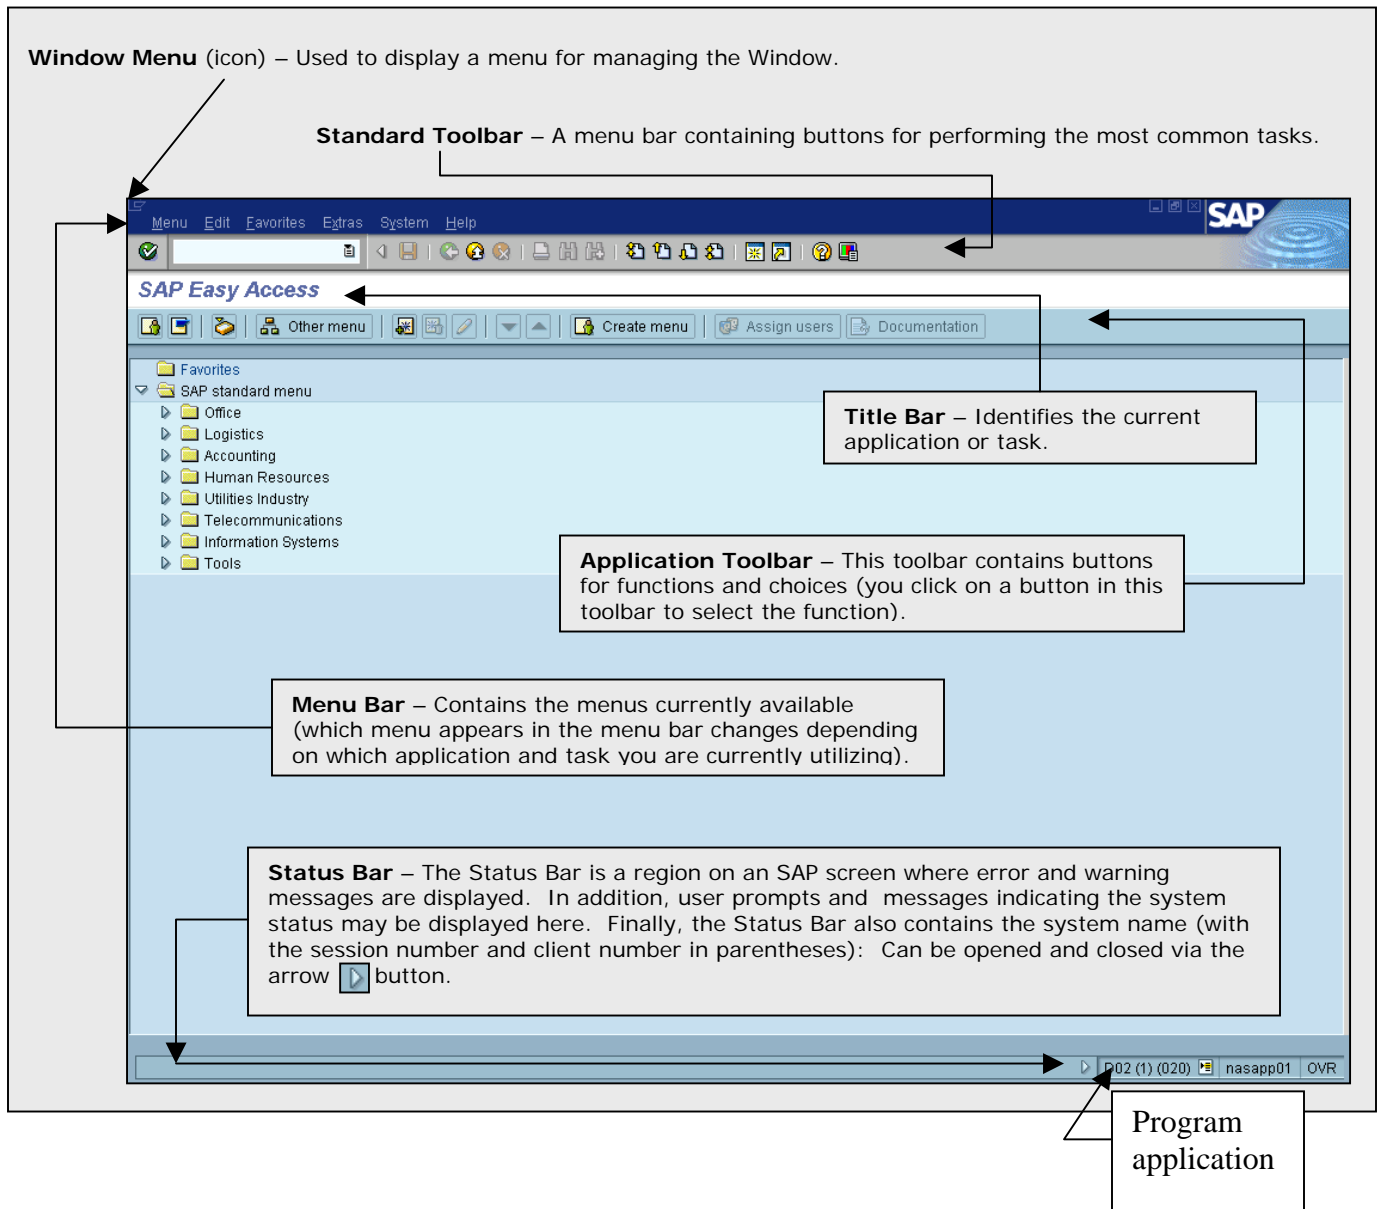 Window Menu (icon) – Used to display a menu for managing the Window.
Standard Toolbar – A menu bar containing buttons for performing the most common tasks.
Menu Edit Favorites Extras System Help
SAP
SAP Easy Access
Other menu Create menu Assign users Documentation
Favorites
SAP standard menu
Office
Logistics
Accounting
Human Resources
Utilities Industry
Telecommunications
Information Systems
Tools
Title Bar – Identifies the current
application or task.
Application Toolbar – This toolbar contains buttons
for functions and choices (you click on a button in this
toolbar to select the function).
Menu Bar – Contains the menus currently available
(which menu appears in the menu bar changes depending
on which application and task you are currently utilizing).
Status Bar – The Status Bar is a region on an SAP screen where error and warning
messages are displayed. In addition, user prompts and messages indicating the system
status may be displayed here. Finally, the Status Bar also contains the system name (with
the session number and client number in parentheses): Can be opened and closed via the
arrow button.
D02 (1) (020) nasapp01 OVR
Program
application